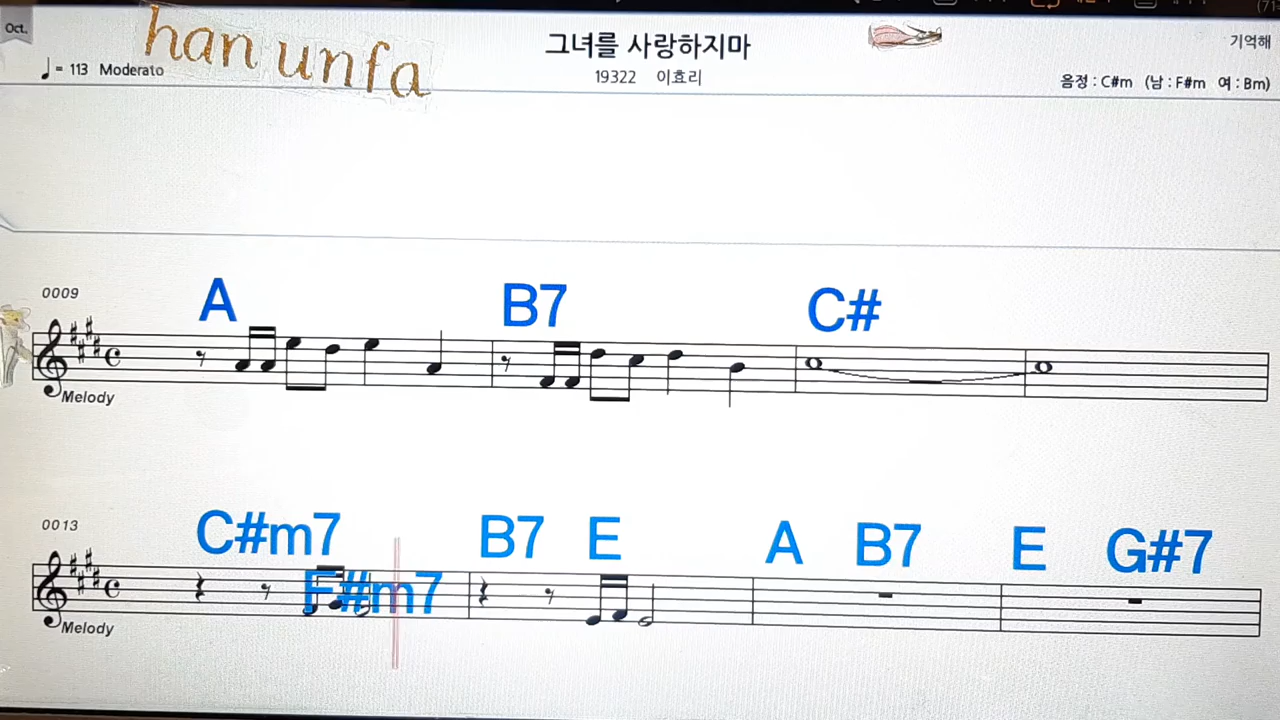 Oct.
han unfa
♩= 113 Moderato
그녀를 사랑하지마
19322 이효리
기억해
음정 : C#m (남 : F#m 여 : Bm)
0009
A B7 C#
Melody
0013
C#m7 F#m7 B7 E A B7 E G#7
Melody